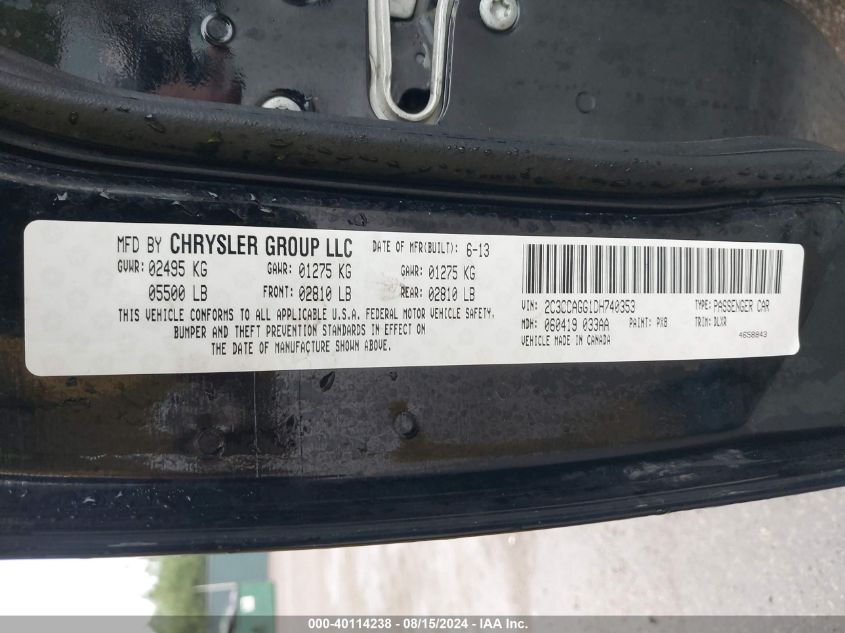 MFD BY CHRYSLER GROUP LLC DATE OF MFR(BUILT): 6-13
GVWR: 02495 KG GAWR: 01275 KG GAWR: 01275 KG
05500 LB FRONT: 02810 LB REAR: 02810 LB
THIS VEHICLE CONFORMS TO ALL APPLICABLE U.S.A. FEDERAL MOTOR VEHICLE SAFETY,
BUMPER AND THEFT PREVENTION STANDARDS IN EFFECT ON
THE DATE OF MANUFACTURE SHOWN ABOVE.
VIN: 2C3CCAGG1DH740353 TYPE: PASSENGER CAR
MDH: 060419 033AA PAINT: PX8 TRIM: DLXR
VEHICLE MADE IN CANADA 4658843
000-40114238 - 08/15/2024 - IAA Inc.